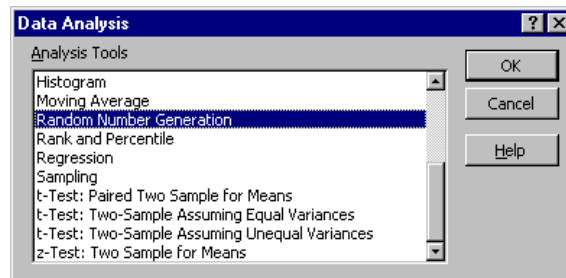 Data Analysis
Analysis Tools
Histogram
Moving Average
Random Number Generation
Rank and Percentile
Regression
Sampling
t-Test: Paired Two Sample for Means
t-Test: Two-Sample Assuming Equal Variances
t-Test: Two-Sample Assuming Unequal Variances
z-Test: Two Sample for Means
OK
Cancel
Help